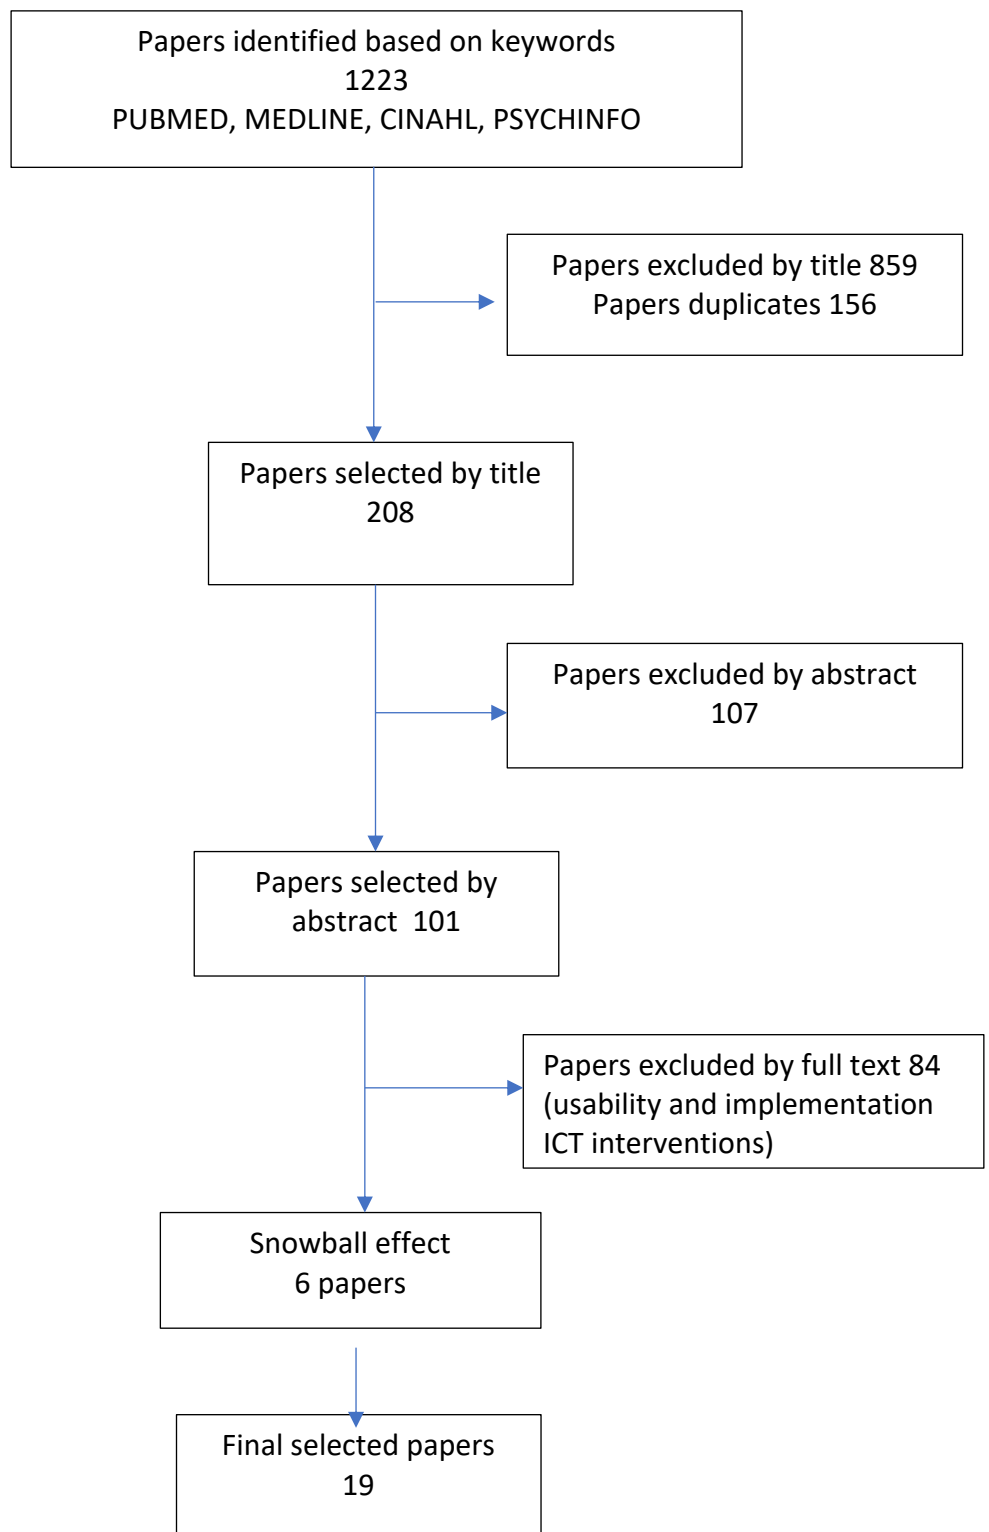 Papers identified based on keywords
1223
PUBMED, MEDLINE, CINAHL, PSYCHINFO
Papers excluded by title 859
Papers duplicates 156
Papers selected by title
208
Papers excluded by abstract
107
Papers selected by
abstract 101
Papers excluded by full text 84
(usability and implementation
ICT interventions)
Snowball effect
6 papers
Final selected papers
19